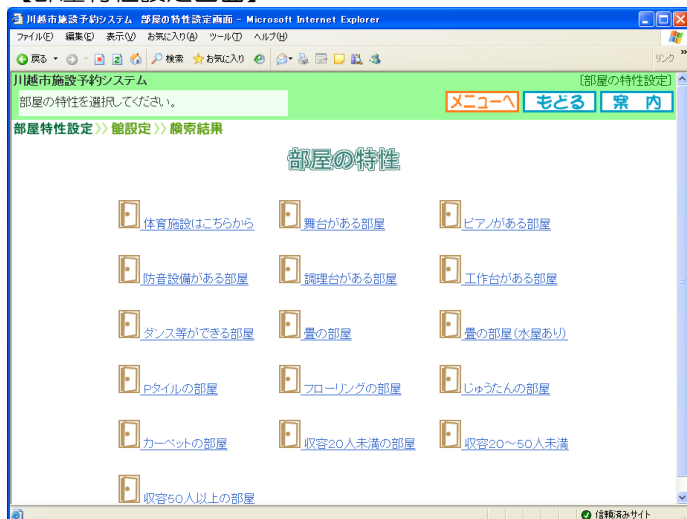 【部屋特性設定画面】
川越市施設予約システム 部屋の特性設定画面 - Microsoft Internet Explorer
ファイル(F) 編集(E) 表示(V) お気に入り(A) ツール(T) ヘルプ(H)
戻る 検索 お気に入り リンク
川越市施設予約システム [部屋の特性設定]
部屋の特性を選択してください。 メニューへ もどる 案 内
部屋特性設定》館設定》検索結果
部屋の特性
体育施設はこちらから 舞台がある部屋 ピアノがある部屋
防音設備がある部屋 調理台がある部屋 工作台がある部屋
ダンス等ができる部屋 畳の部屋 畳の部屋(水屋あり)
Pタイルの部屋 フローリングの部屋 じゅうたんの部屋
カーペットの部屋 収容20人未満の部屋 収容20～50人未満
収容50人以上の部屋
信頼済みサイト